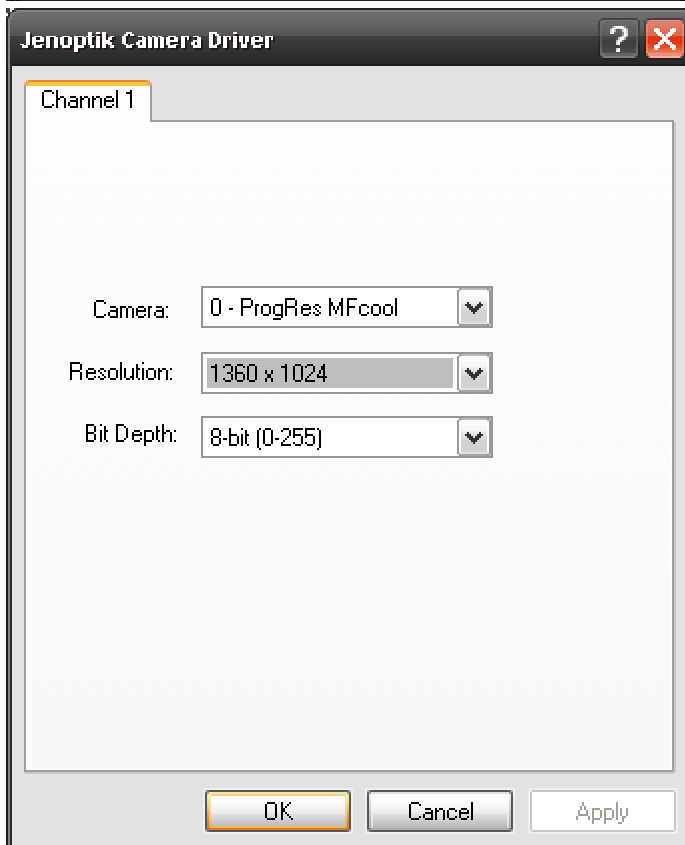 Jenoptik Camera Driver ?
Channel 1
Camera: 0 - ProgRes MFcool
Resolution: 1360 x 1024
Bit Depth: 8-bit (0-255)
OK Cancel Apply